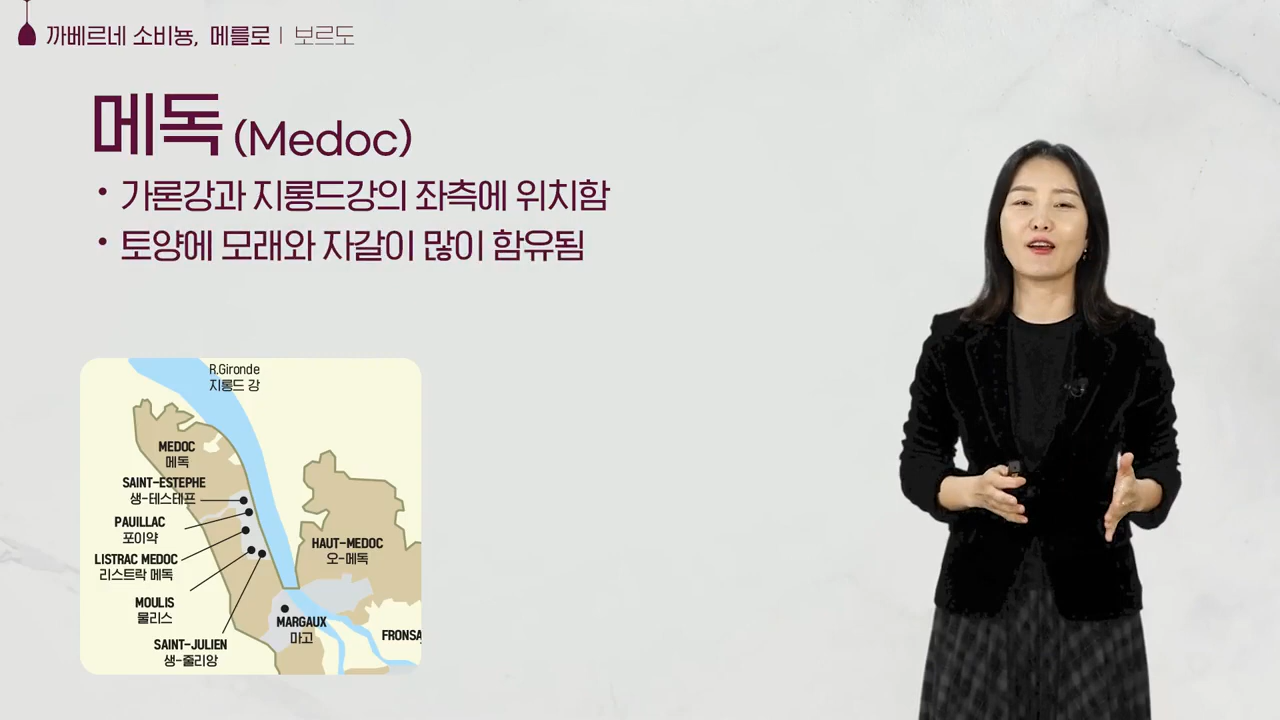 까베르네 소비뇽, 메를로 | 보르도
메독 (Medoc)
• 가론강과 지롱드강의 좌측에 위치함
• 토양에 모래와 자갈이 많이 함유됨
R.Gironde
지롱드 강
MEDOC
메독
SAINT-ESTEPHE
생-테스테프
PAUILLAC
포이약
LISTRAC MEDOC
리스트락 메독
MOULIS
물리스
SAINT-JULIEN
생-줄리앙
HAUT-MEDOC
오-메독
MARGAUX
마고
FRONSA